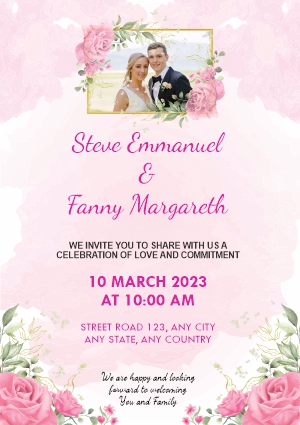 Steve Emmanuel
&
Fanny Margareth
WE INVITE YOU TO SHARE WITH US A
CELEBRATION OF LOVE AND COMMITMENT
10 MARCH 2023
AT 10:00 AM
STREET ROAD 123, ANY CITY
ANY STATE, ANY COUNTRY
We are happy and looking
forward to welcoming
You and Family